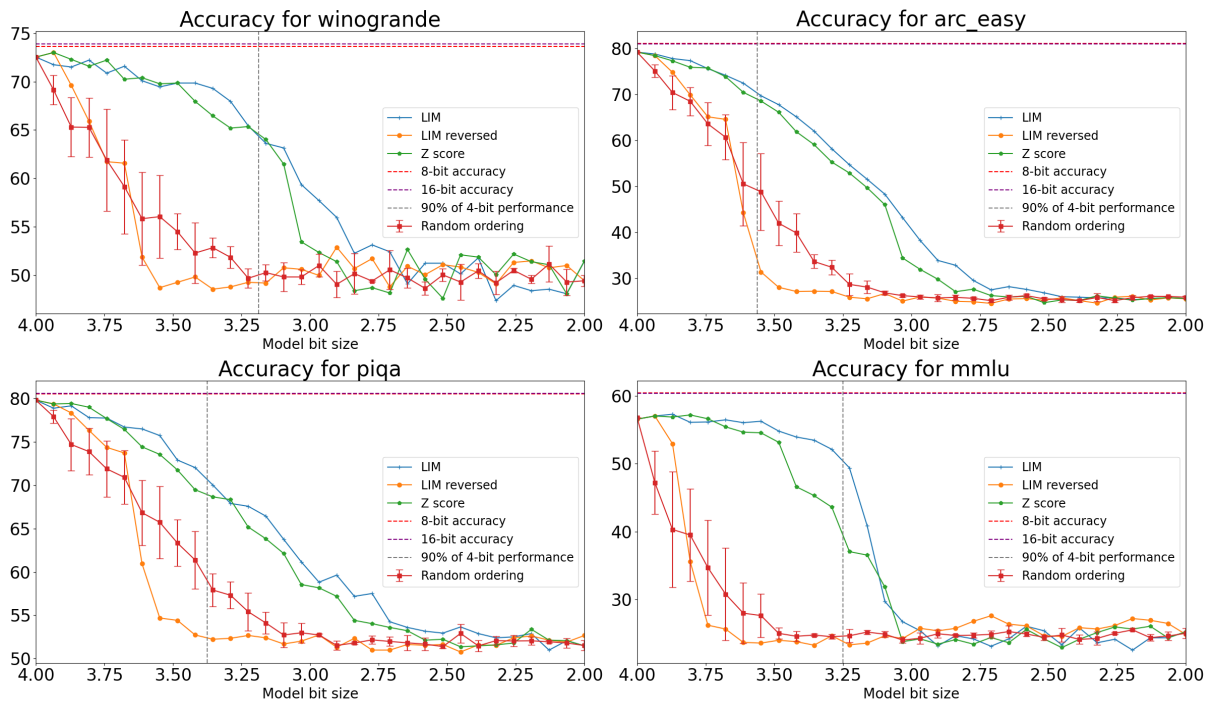 Accuracy for winogrande
75
70
65
60
55
50
4.00 3.75 3.50 3.25 3.00 2.75 2.50 2.25 2.00
Model bit size
LIM
LIM reversed
Z score
8-bit accuracy
16-bit accuracy
90% of 4-bit performance
Random ordering
Accuracy for arc_easy
80
70
60
50
40
30
4.00 3.75 3.50 3.25 3.00 2.75 2.50 2.25 2.00
Model bit size
LIM
LIM reversed
Z score
8-bit accuracy
16-bit accuracy
90% of 4-bit performance
Random ordering
Accuracy for piqa
80
75
70
65
60
55
50
4.00 3.75 3.50 3.25 3.00 2.75 2.50 2.25 2.00
Model bit size
LIM
LIM reversed
Z score
8-bit accuracy
16-bit accuracy
90% of 4-bit performance
Random ordering
Accuracy for mmlu
60
50
40
30
4.00 3.75 3.50 3.25 3.00 2.75 2.50 2.25 2.00
Model bit size
LIM
LIM reversed
Z score
8-bit accuracy
16-bit accuracy
90% of 4-bit performance
Random ordering